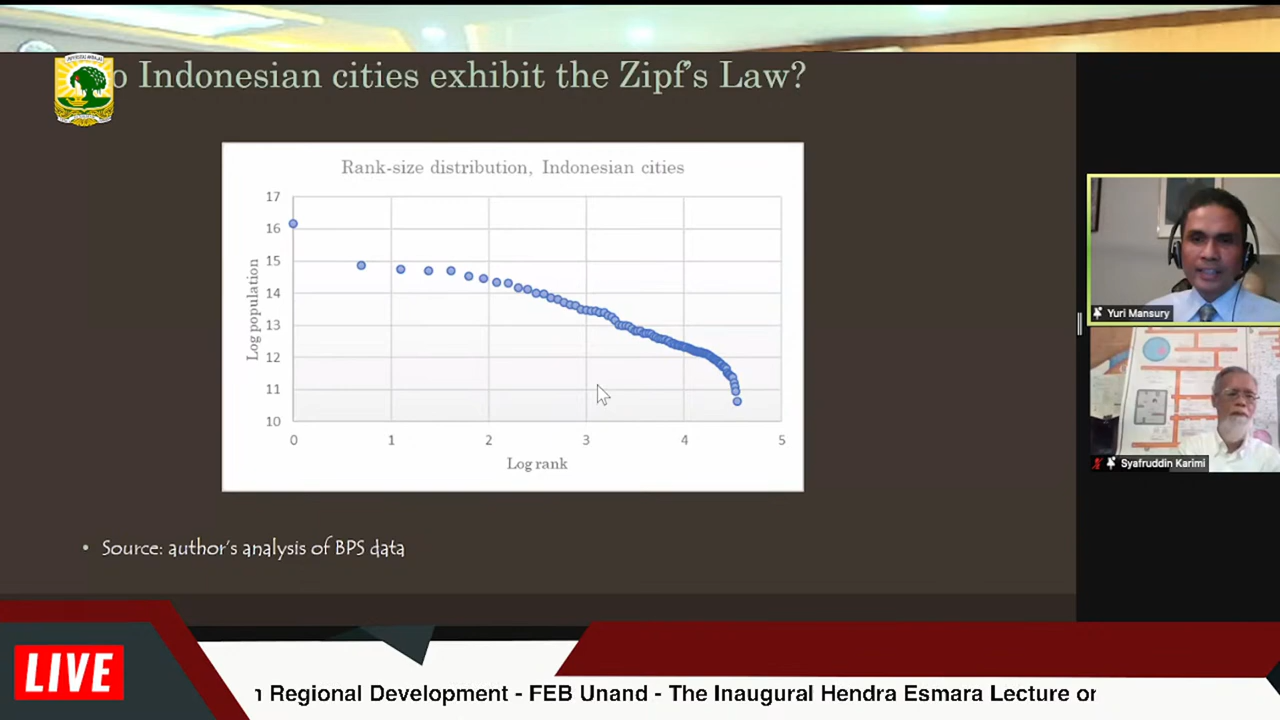 o Indonesian cities exhibit the Zipf's Law?
Rank-size distribution, Indonesian cities
17
16
15
14
13
12
11
10
Log population
0 1 2 3 4 5
Log rank
• Source: author's analysis of BPS data
Yuri Mansury
Syafruddin Karimi
LIVE
Regional Development - FEB Unand - The Inaugural Hendra Esmara Lecture or